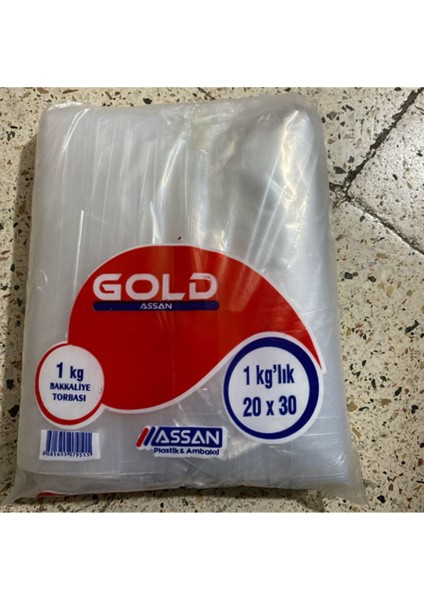 GOLD
ASSAN
1 kg
BAKKALİYE
TORBASI
1 kg'lık
20 x 30
ASSAN
Plastik & Ambalaj